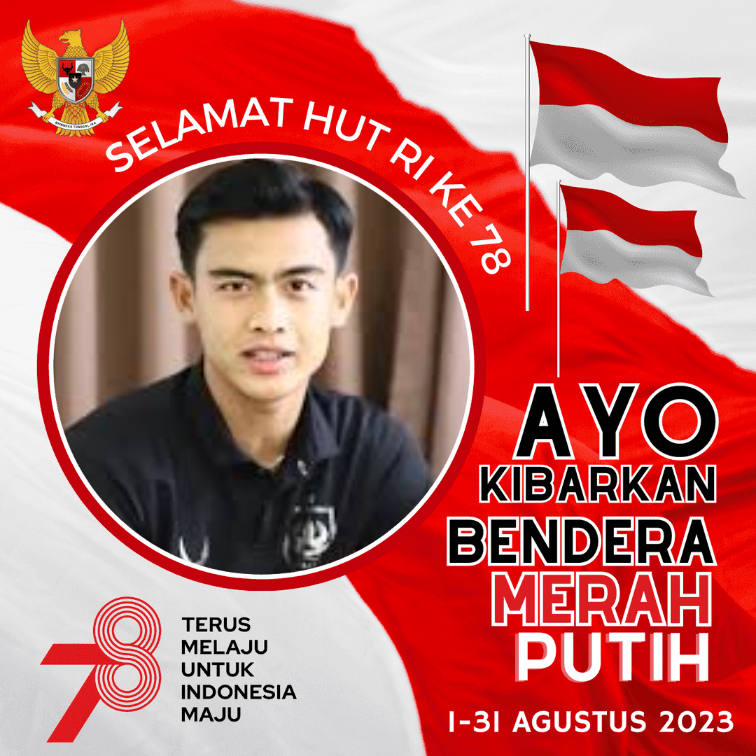 SELAMAT HUT RI KE 78
AYO
KIBARKAN
BENDERA
MERAH
PUTIH
1-31 AGUSTUS 2023
78
TERUS
MELAJU
UNTUK
INDONESIA
MAJU